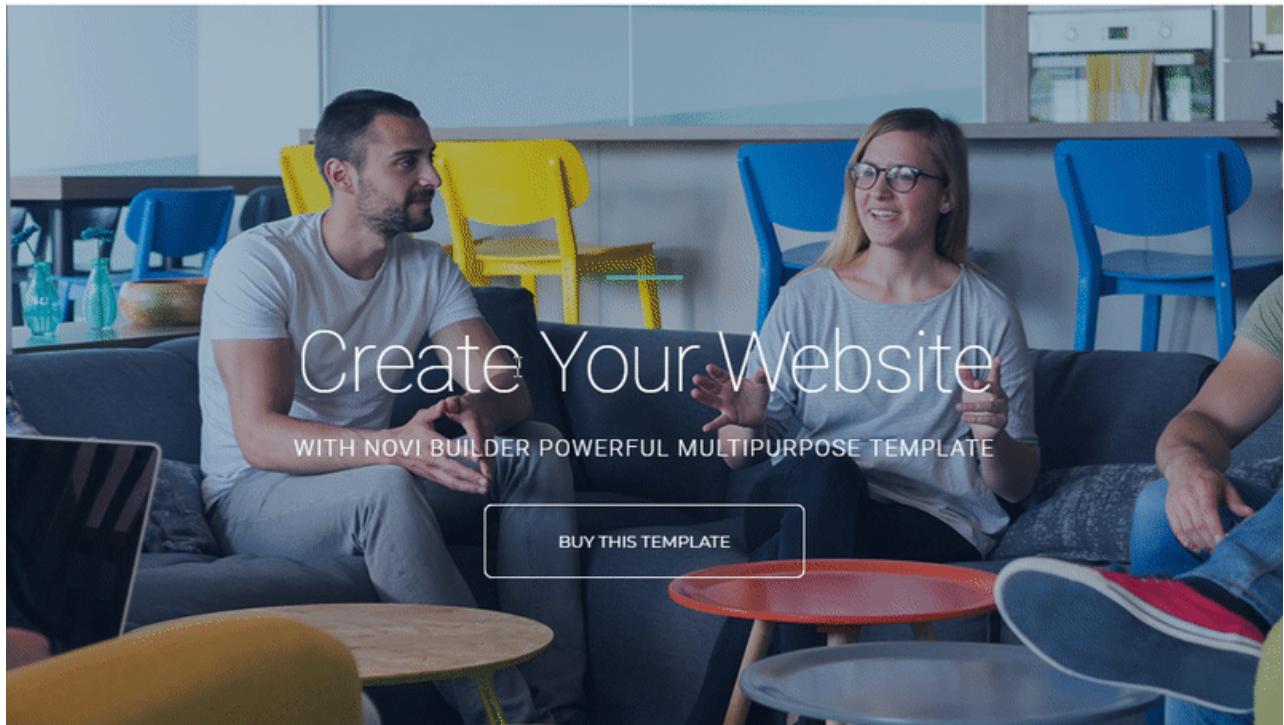 Create Your Website
WITH NOVI BUILDER POWERFUL MULTIPURPOSE TEMPLATE
BUY THIS TEMPLATE